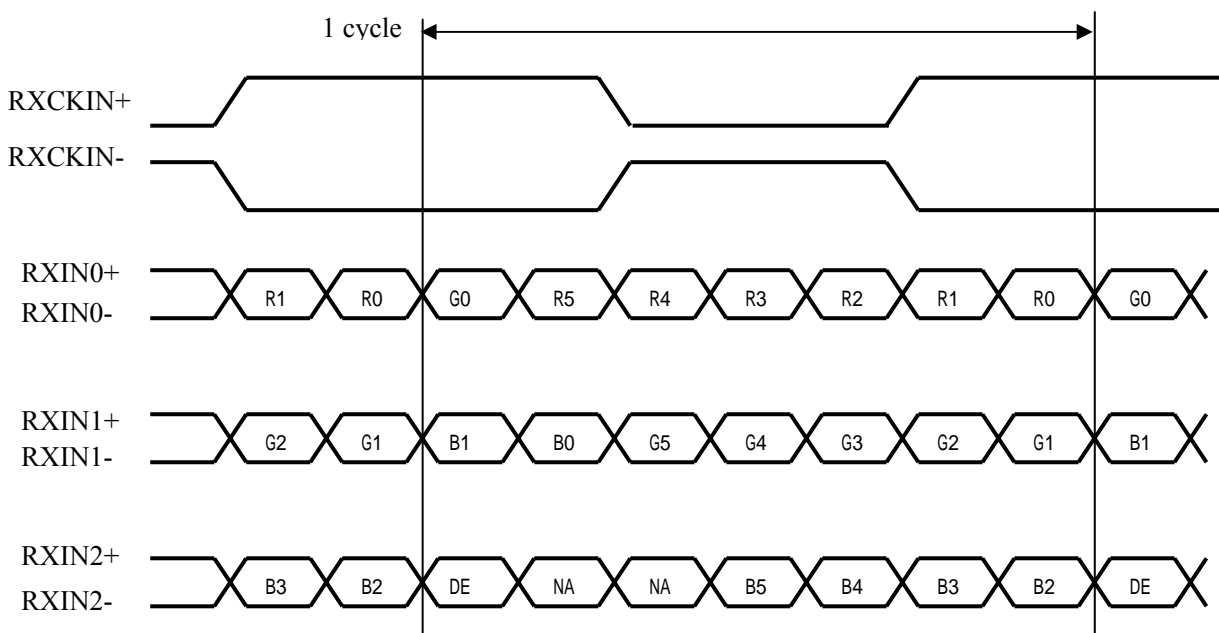 1 cycle
RXCKIN+
RXCKIN-
RXIN0+
RXIN0-
R1 R0 G0 R5 R4 R3 R2 R1 R0 G0
RXIN1+
RXIN1-
G2 G1 B1 B0 G5 G4 G3 G2 G1 B1
RXIN2+
RXIN2-
B3 B2 DE NA NA B5 B4 B3 B2 DE